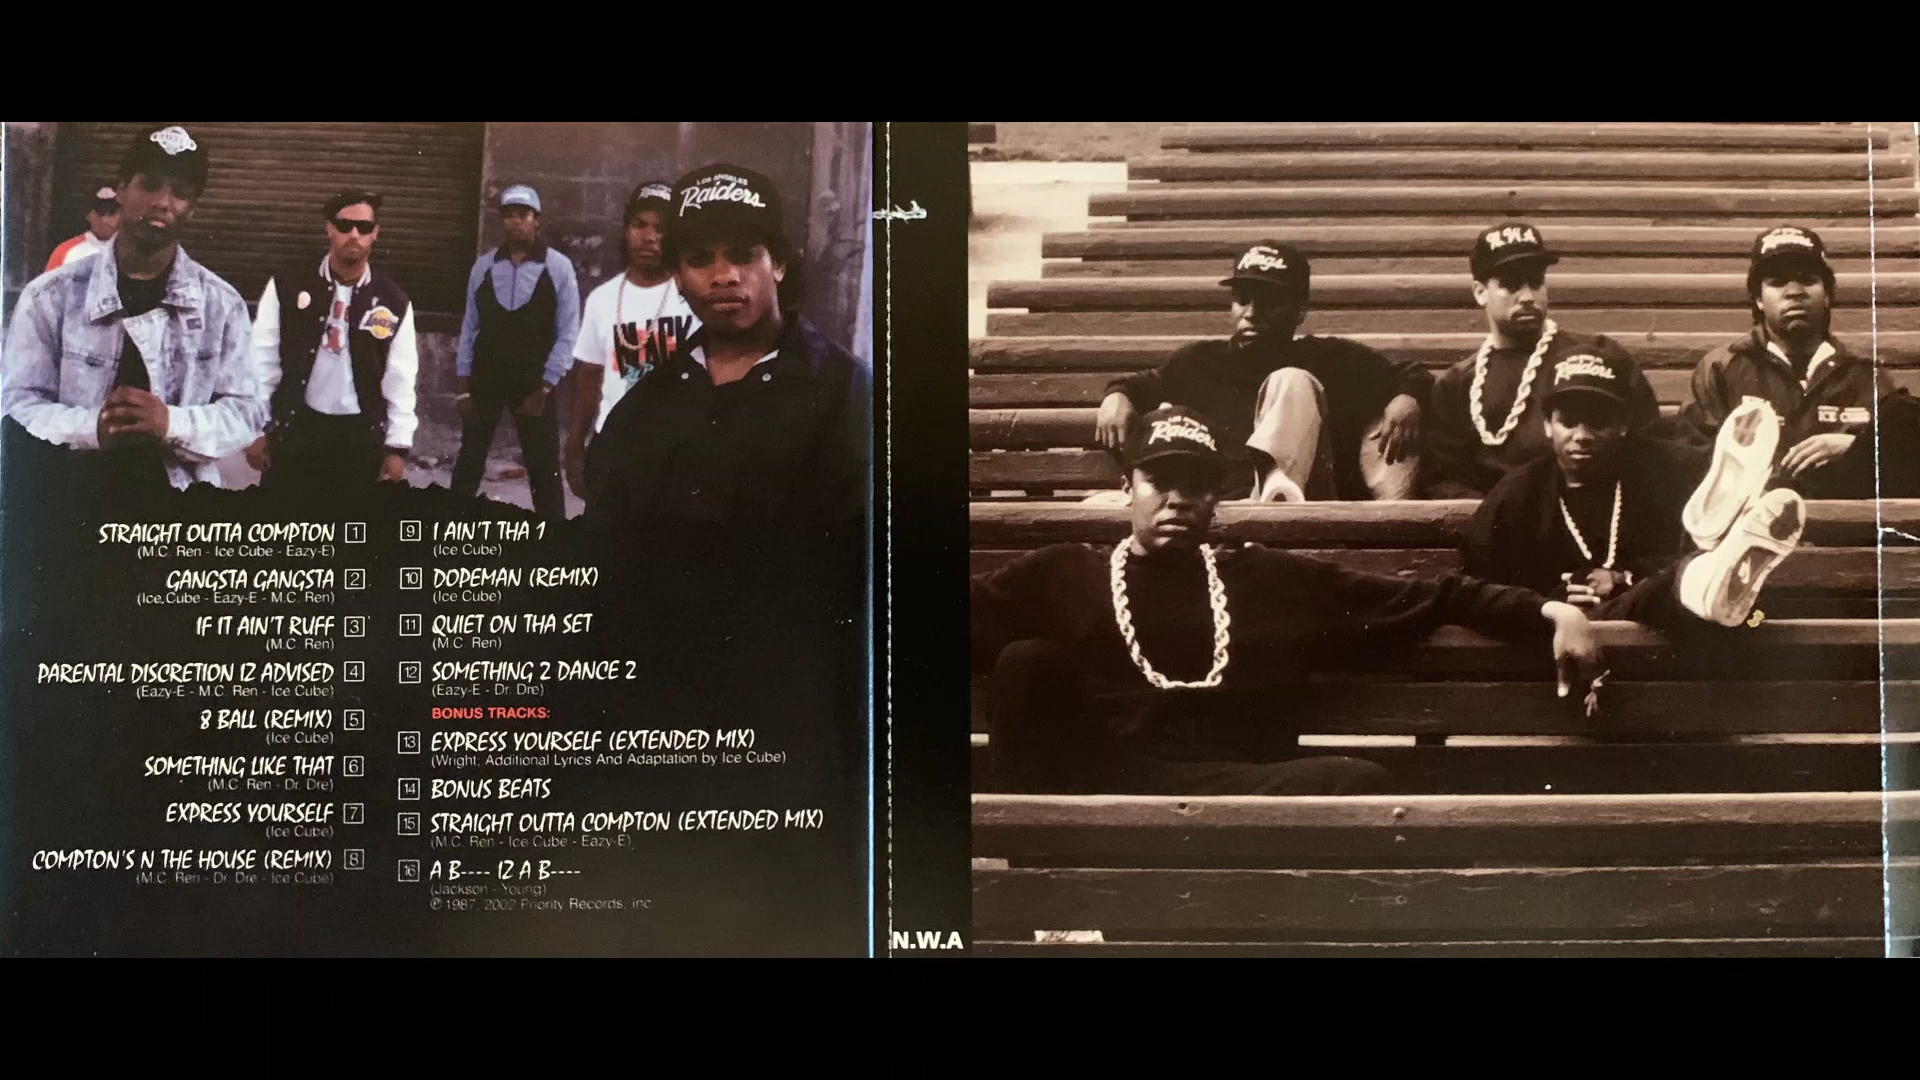 LOS ANGELES
Raiders
LAKERS
BLACK
STRAIGHT OUTTA COMPTON 1
(M.C. Ren - Ice Cube - Eazy-E)
GANGSTA GANGSTA 2
(Ice Cube - Eazy-E - M.C. Ren)
IF IT AIN'T RUFF 3
(M.C. Ren)
PARENTAL DISCRETION IZ ADVISED 4
(Eazy-E - M.C. Ren - Ice Cube)
8 BALL (REMIX) 5
(Ice Cube)
SOMETHING LIKE THAT 6
(M.C. Ren - Dr. Dre)
EXPRESS YOURSELF 7
(Ice Cube)
COMPTON'S N THE HOUSE (REMIX) 8
(M.C. Ren - Dr. Dre - Ice Cube)
9 I AIN'T THA 1
(Ice Cube)
10 DOPEMAN (REMIX)
(Ice Cube)
11 QUIET ON THA SET
(M.C. Ren)
12 SOMETHING 2 DANCE 2
(Eazy-E - Dr. Dre)
BONUS TRACKS:
13 EXPRESS YOURSELF (EXTENDED MIX)
(Wright, Additional Lyrics And Adaptation by Ice Cube)
14 BONUS BEATS
15 STRAIGHT OUTTA COMPTON (EXTENDED MIX)
(M.C. Ren - Ice Cube - Eazy-E)
16 A B---- IZ A B----
(Jackson - Young)
℗ 1987, 2002 Priority Records, Inc.
N.W.A
Kings
N.W.A
Raiders
Raiders
ICE CUBE
Raiders